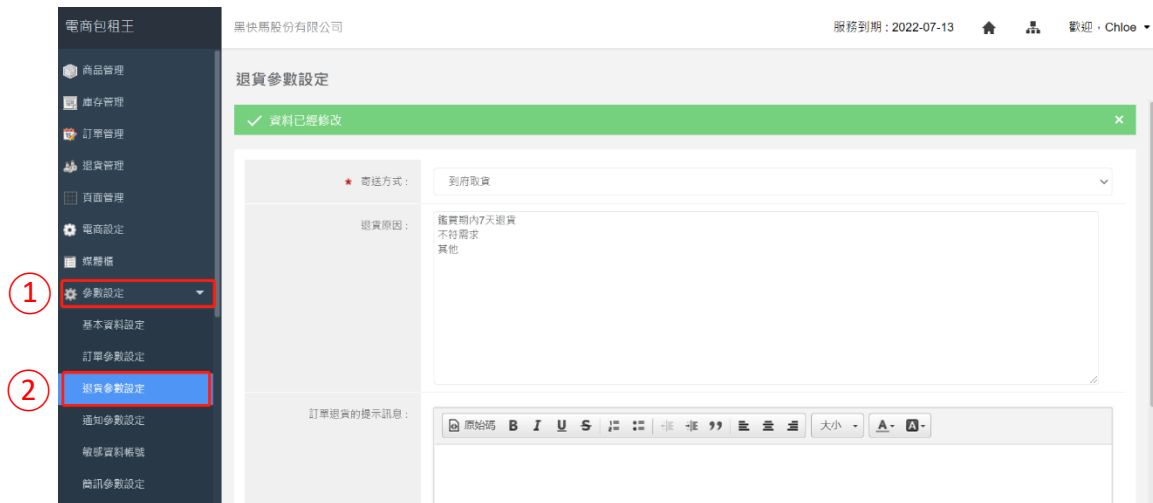 電商包租王
黑快馬股份有限公司
服務到期：2022-07-13
歡迎，Chloe
商品管理
庫存管理
訂單管理
退貨管理
頁面管理
電商設定
媒體櫃
1
參數設定
基本資料設定
訂單參數設定
2
退貨參數設定
通知參數設定
敏感資料帳號
簡訊參數設定
退貨參數設定
資料已經修改
×
* 寄送方式：
到府取貨
退貨原因：
鑑賞期內7天退貨
不符需求
其他
訂單退貨的提示訊息：
原始碼 B I U S 大小 A A